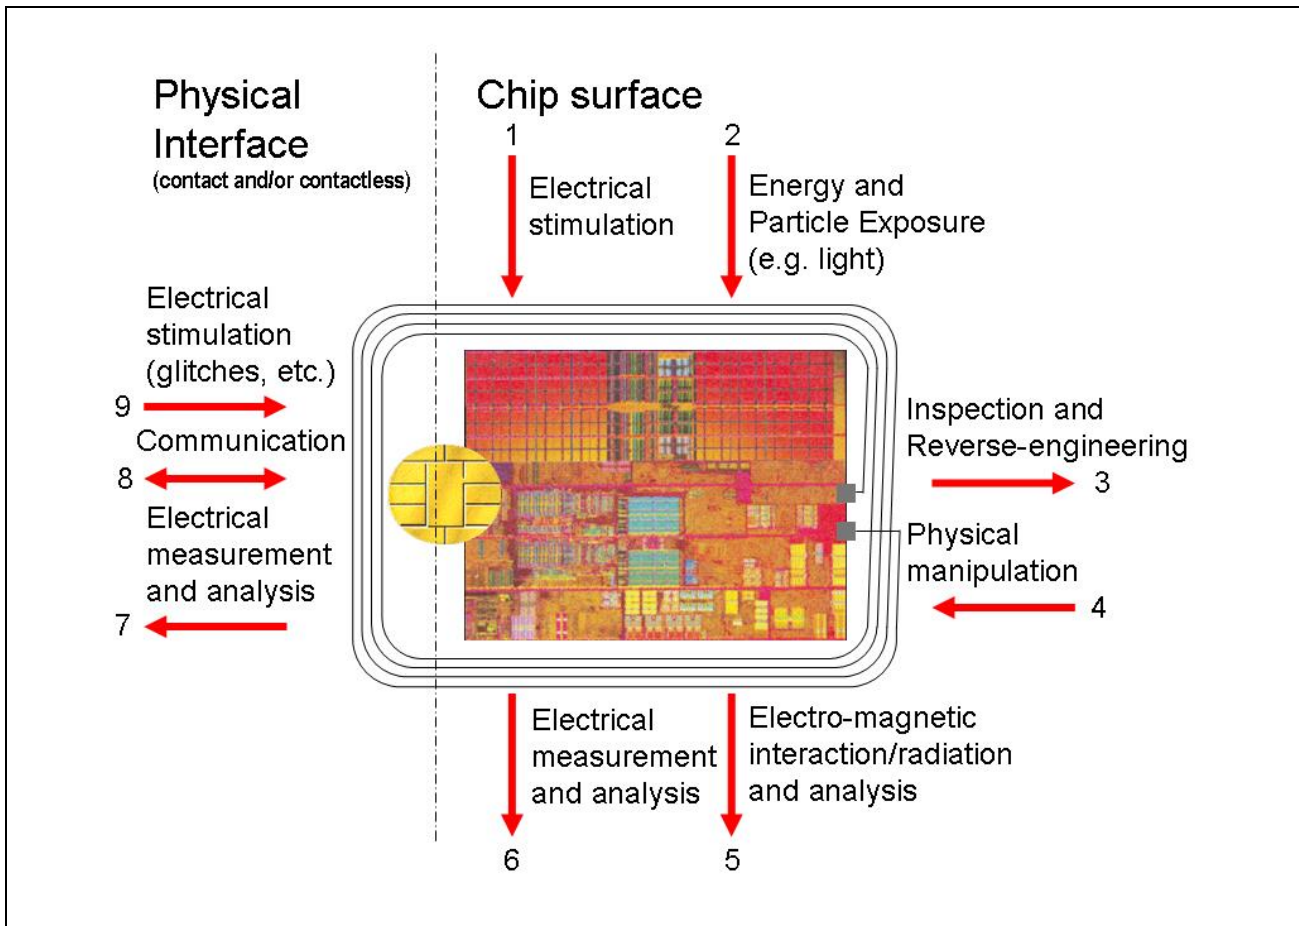 Physical
Interface
(contact and/or contactless)
Chip surface
1
2
Electrical
stimulation
Energy and
Particle Exposure
(e.g. light)
Electrical
stimulation
(glitches, etc.)
9
Communication
8
Electrical
measurement
and analysis
7
Inspection and
Reverse-engineering
3
Physical
manipulation
4
Electrical
measurement
and analysis
6
Electro-magnetic
interaction/radiation
and analysis
5